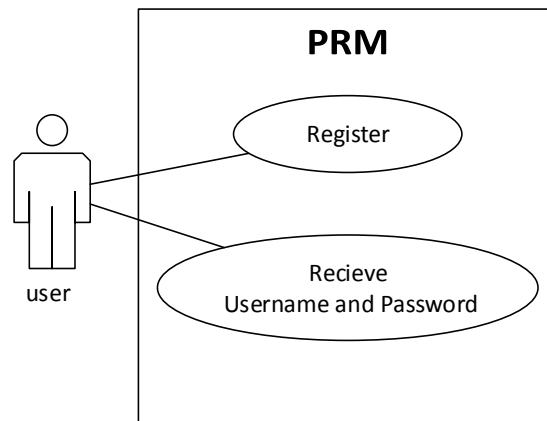 PRM
Register
Recieve
Username and Password
user